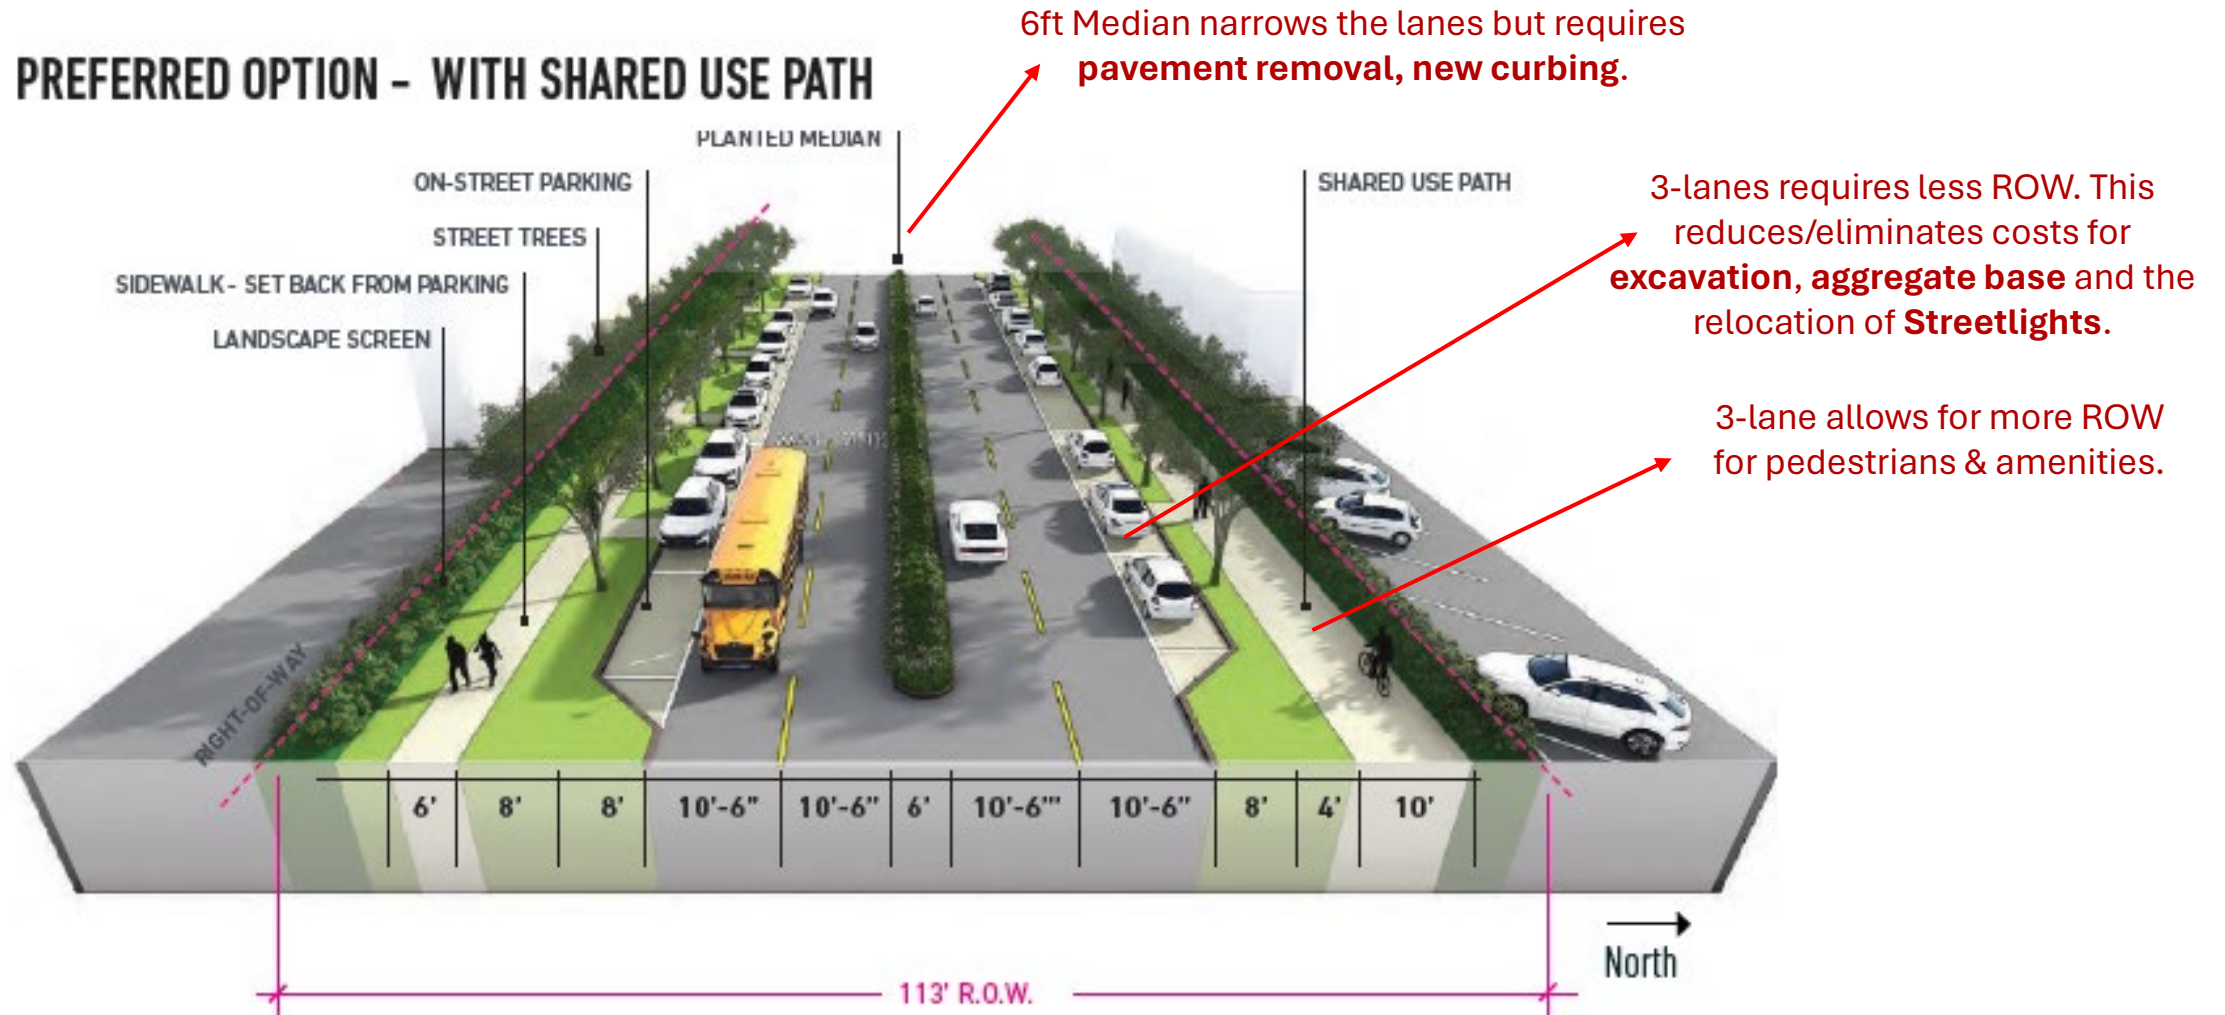 6ft Median narrows the lanes but requires
pavement removal, new curbing.
PREFERRED OPTION - WITH SHARED USE PATH
PLANTED MEDIAN
ON-STREET PARKING
SHARED USE PATH
STREET TREES
SIDEWALK - SET BACK FROM PARKING
LANDSCAPE SCREEN
3-lanes requires less ROW. This
reduces/eliminates costs for
excavation, aggregate base and the
relocation of Streetlights.
3-lane allows for more ROW
for pedestrians & amenities.
RIGHT-OF-WAY
6' 8' 8' 10'-6" 10'-6" 6' 10'-6'" 10'-6" 8' 4' 10'
North
113' R.O.W.